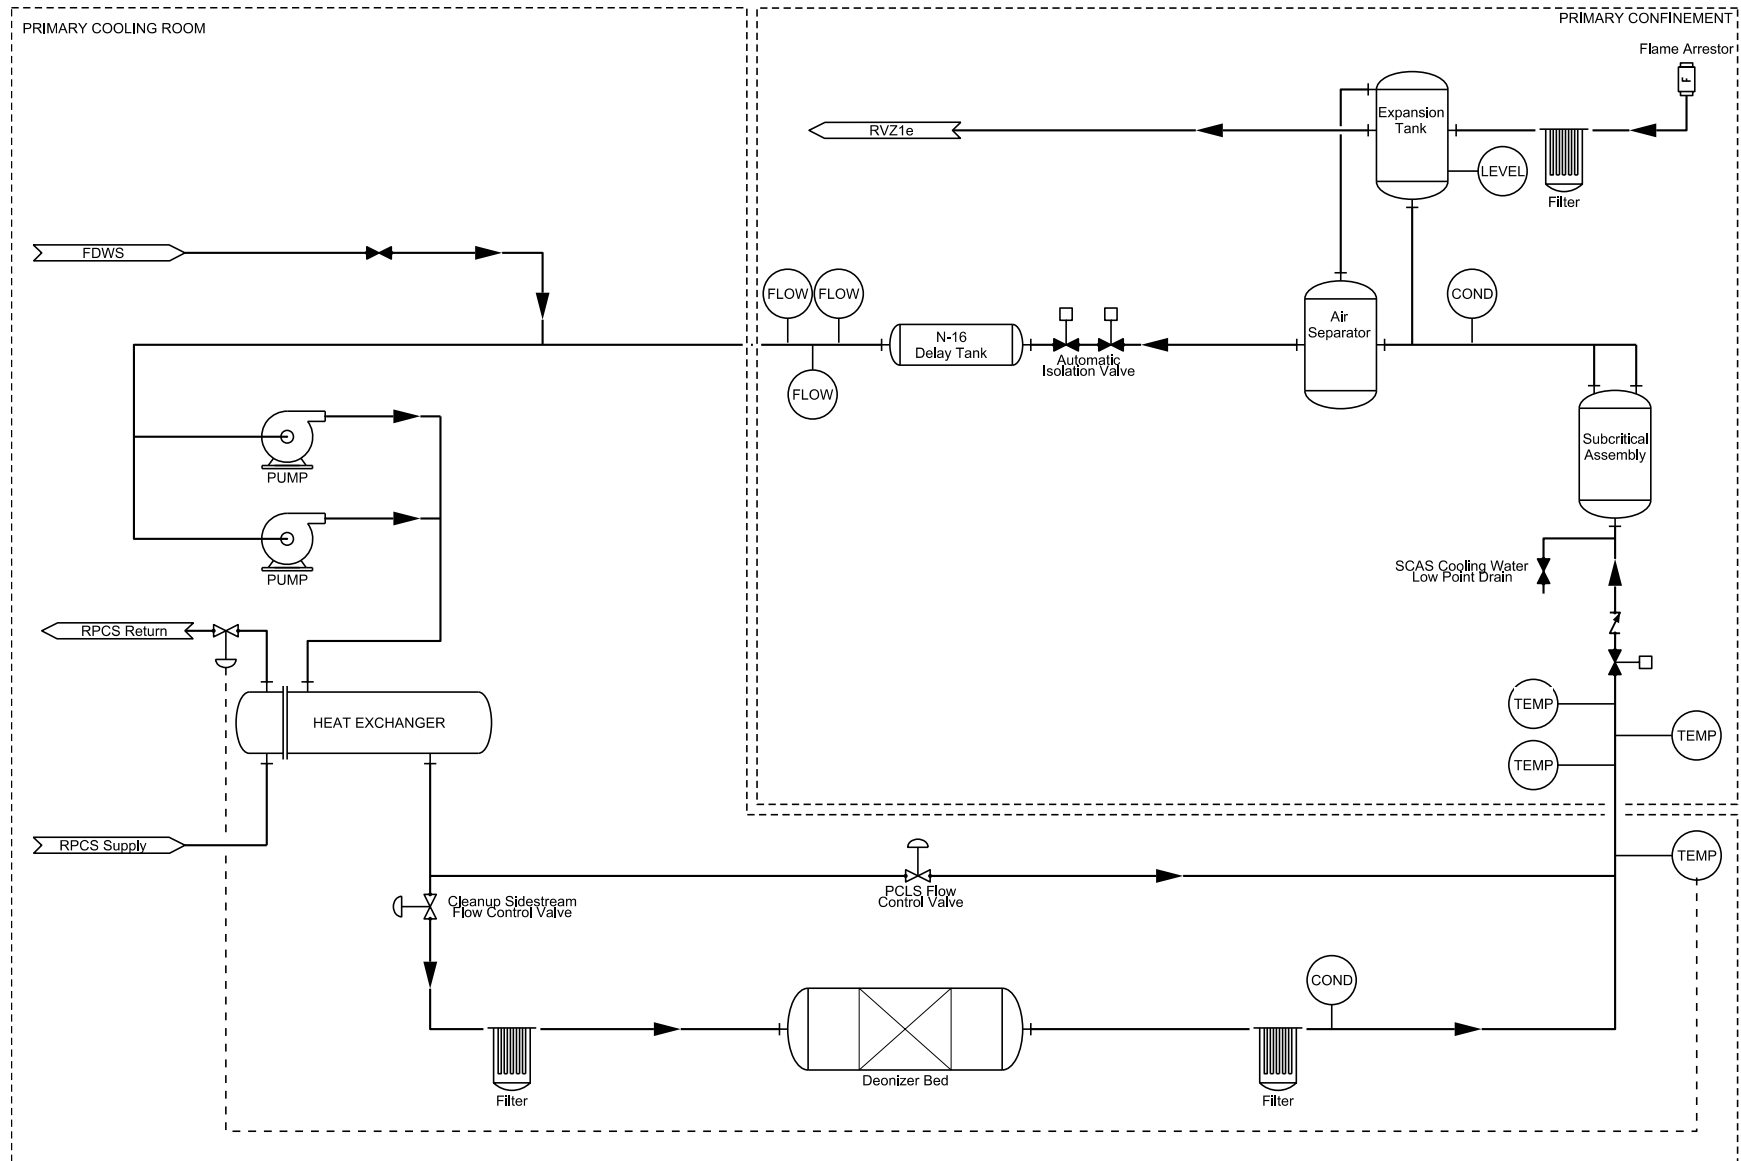 PRIMARY COOLING ROOM
PRIMARY CONFINEMENT
Flame Arrestor
F
Expansion
Tank
RVZ1e
LEVEL
Filter
FDWS
FLOW
FLOW
COND
Air
Separator
N-16
Delay Tank
Automatic
Isolation Valve
FLOW
Subcritical
Assembly
PUMP
SCAS Cooling Water
Low Point Drain
PUMP
RPCS Return
TEMP
HEAT EXCHANGER
TEMP
TEMP
RPCS Supply
TEMP
PCLS Flow
Control Valve
Cleanup Sidestream
Flow Control Valve
COND
Deonizer Bed
Filter
Filter